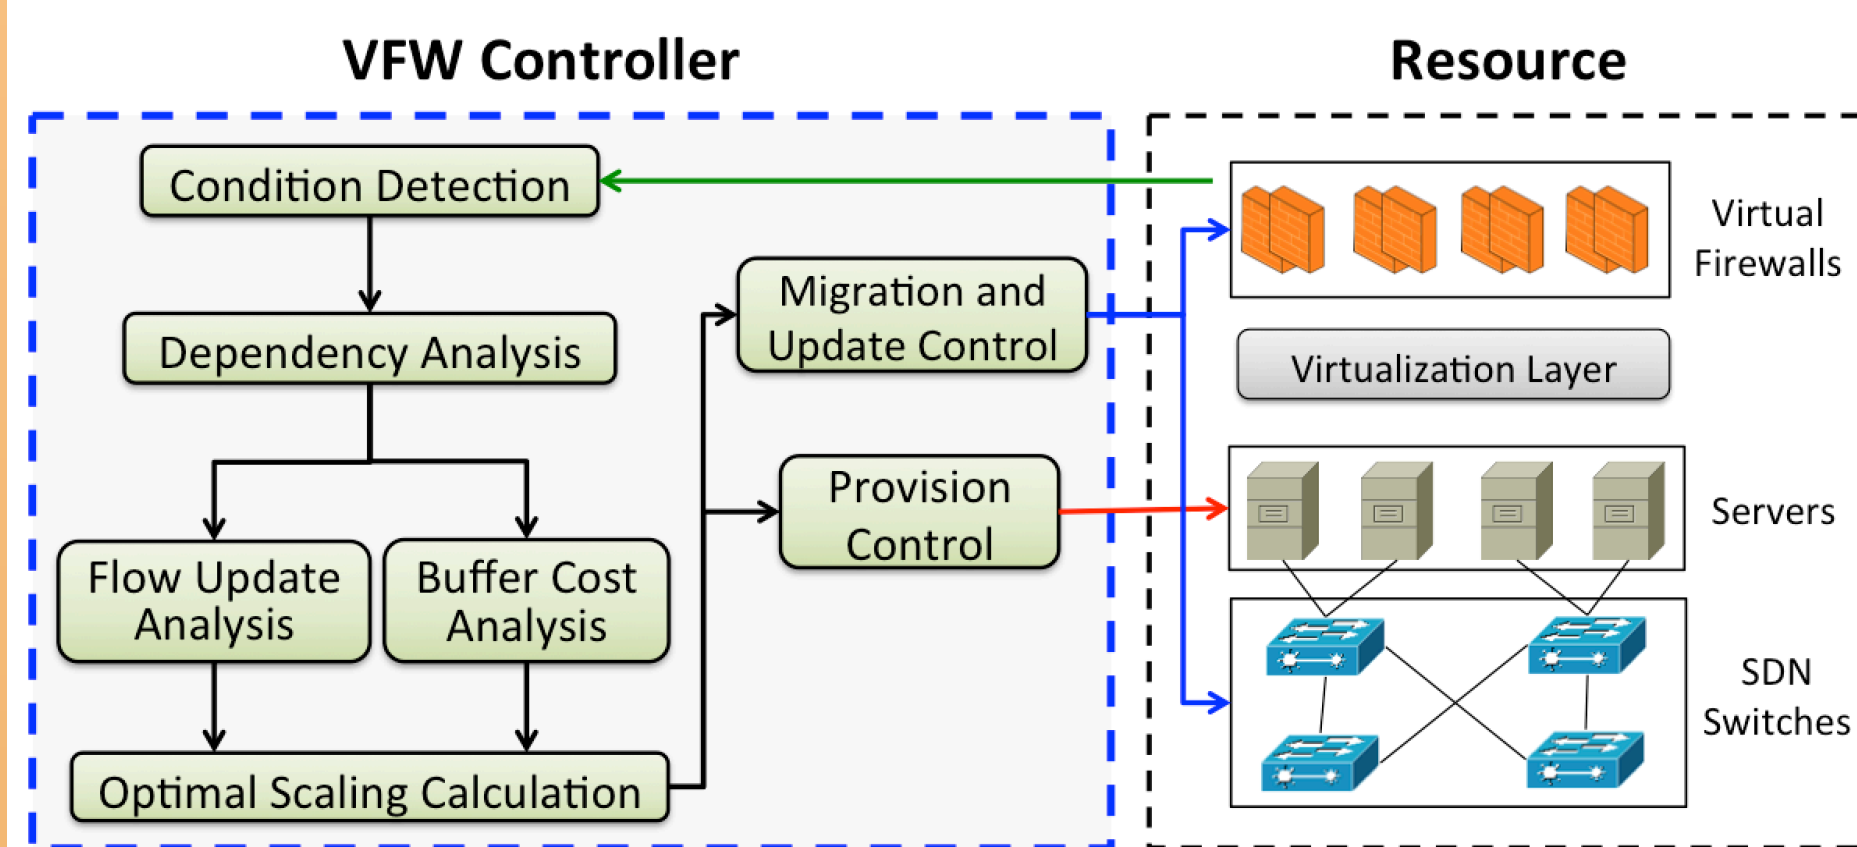 VFW Controller
Resource
Condition Detection
Dependency Analysis
Flow Update
Analysis
Buffer Cost
Analysis
Optimal Scaling Calculation
Migration and
Update Control
Provision
Control
Virtual
Firewalls
Virtualization Layer
Servers
SDN
Switches